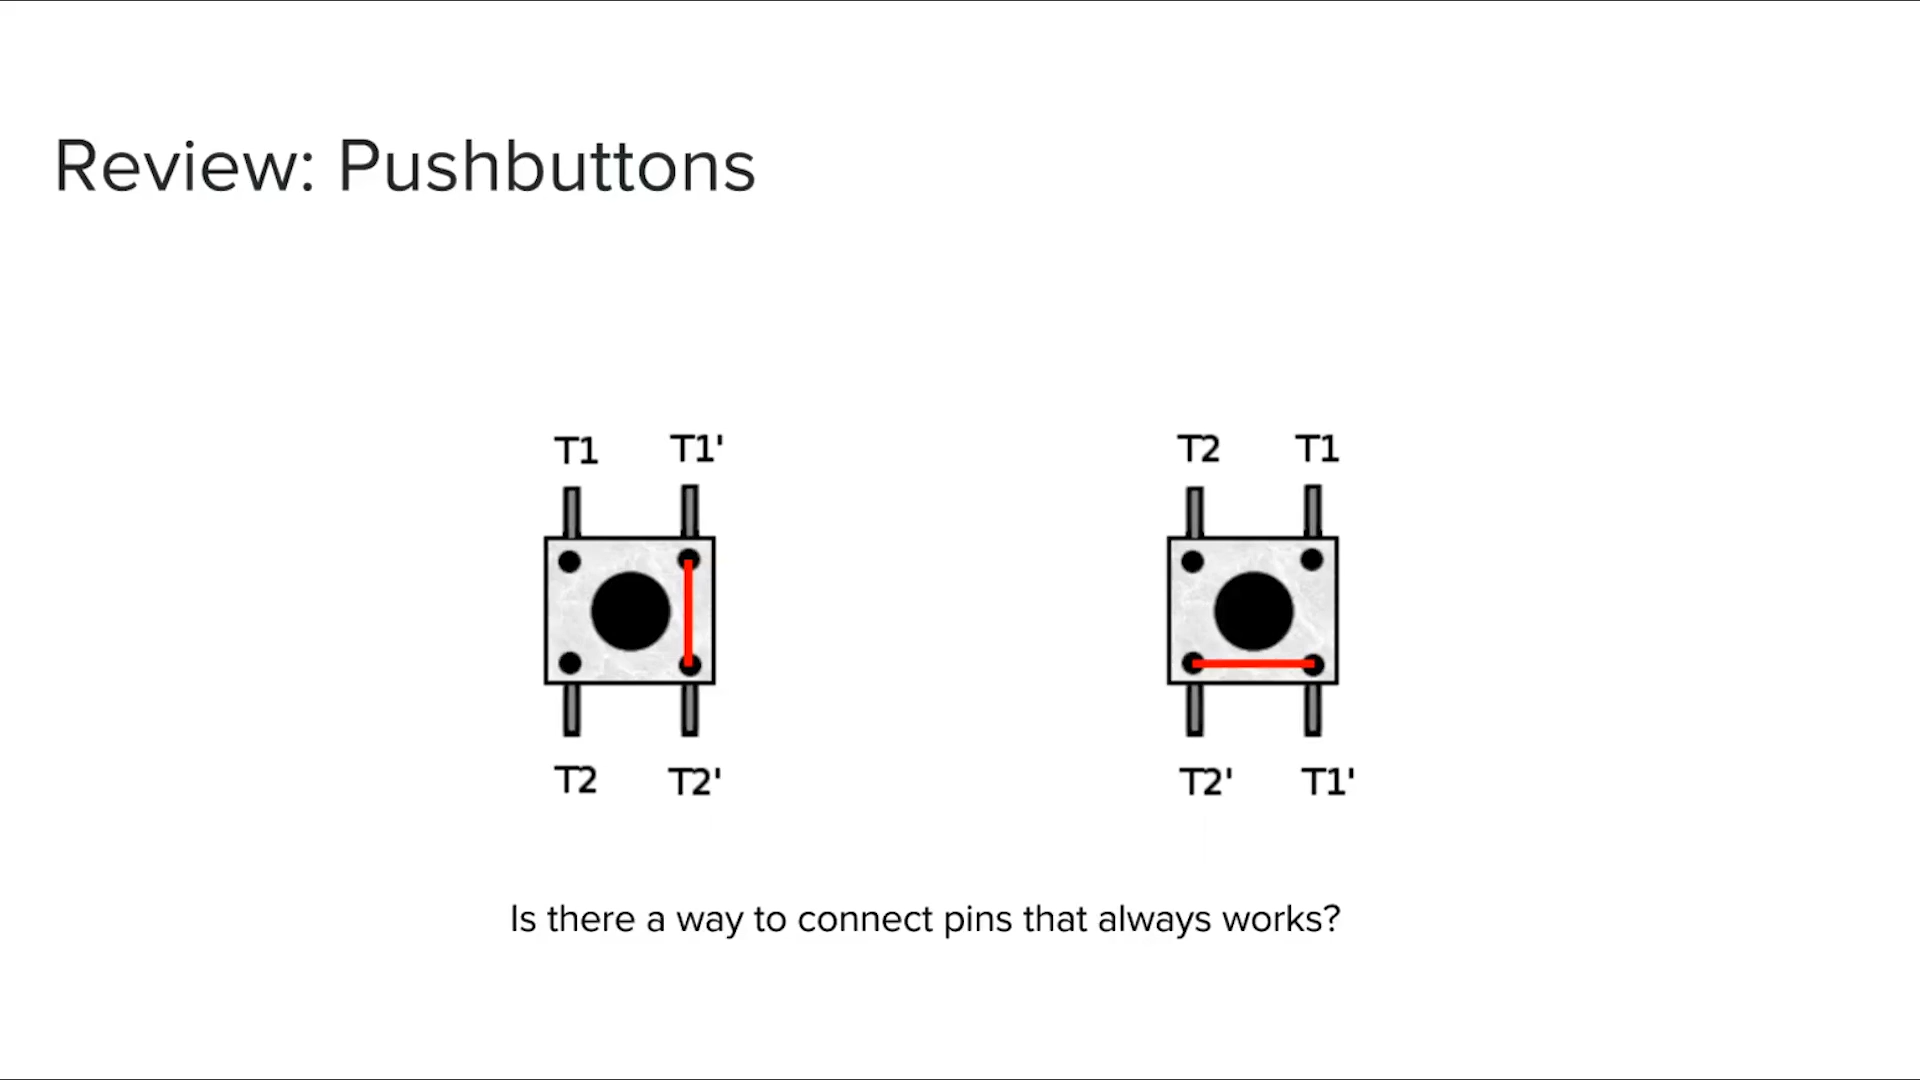 Review: Pushbuttons
T1 T1' T2 T1
T2 T2' T2' T1'
Is there a way to connect pins that always works?